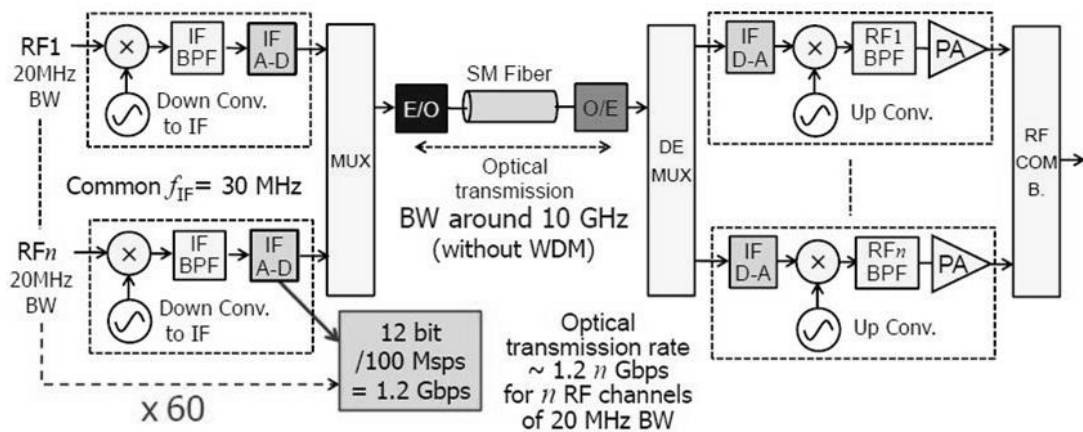 RF1
20MHz
BW
IF
BPF
IF
A-D
Down Conv.
to IF
Common fIF = 30 MHz
RFn
20MHz
BW
IF
BPF
IF
A-D
Down Conv.
to IF
x 60
12 bit
/100 Msps
= 1.2 Gbps
MUX
E/O
SM Fiber
O/E
Optical
transmission
BW around 10 GHz
(without WDM)
Optical
transmission rate
~ 1.2 n Gbps
for n RF channels
of 20 MHz BW
DE
MUX
IF
D-A
RF1
BPF
PA
Up Conv.
IF
D-A
RFn
BPF
PA
Up Conv.
RF
COM
B.